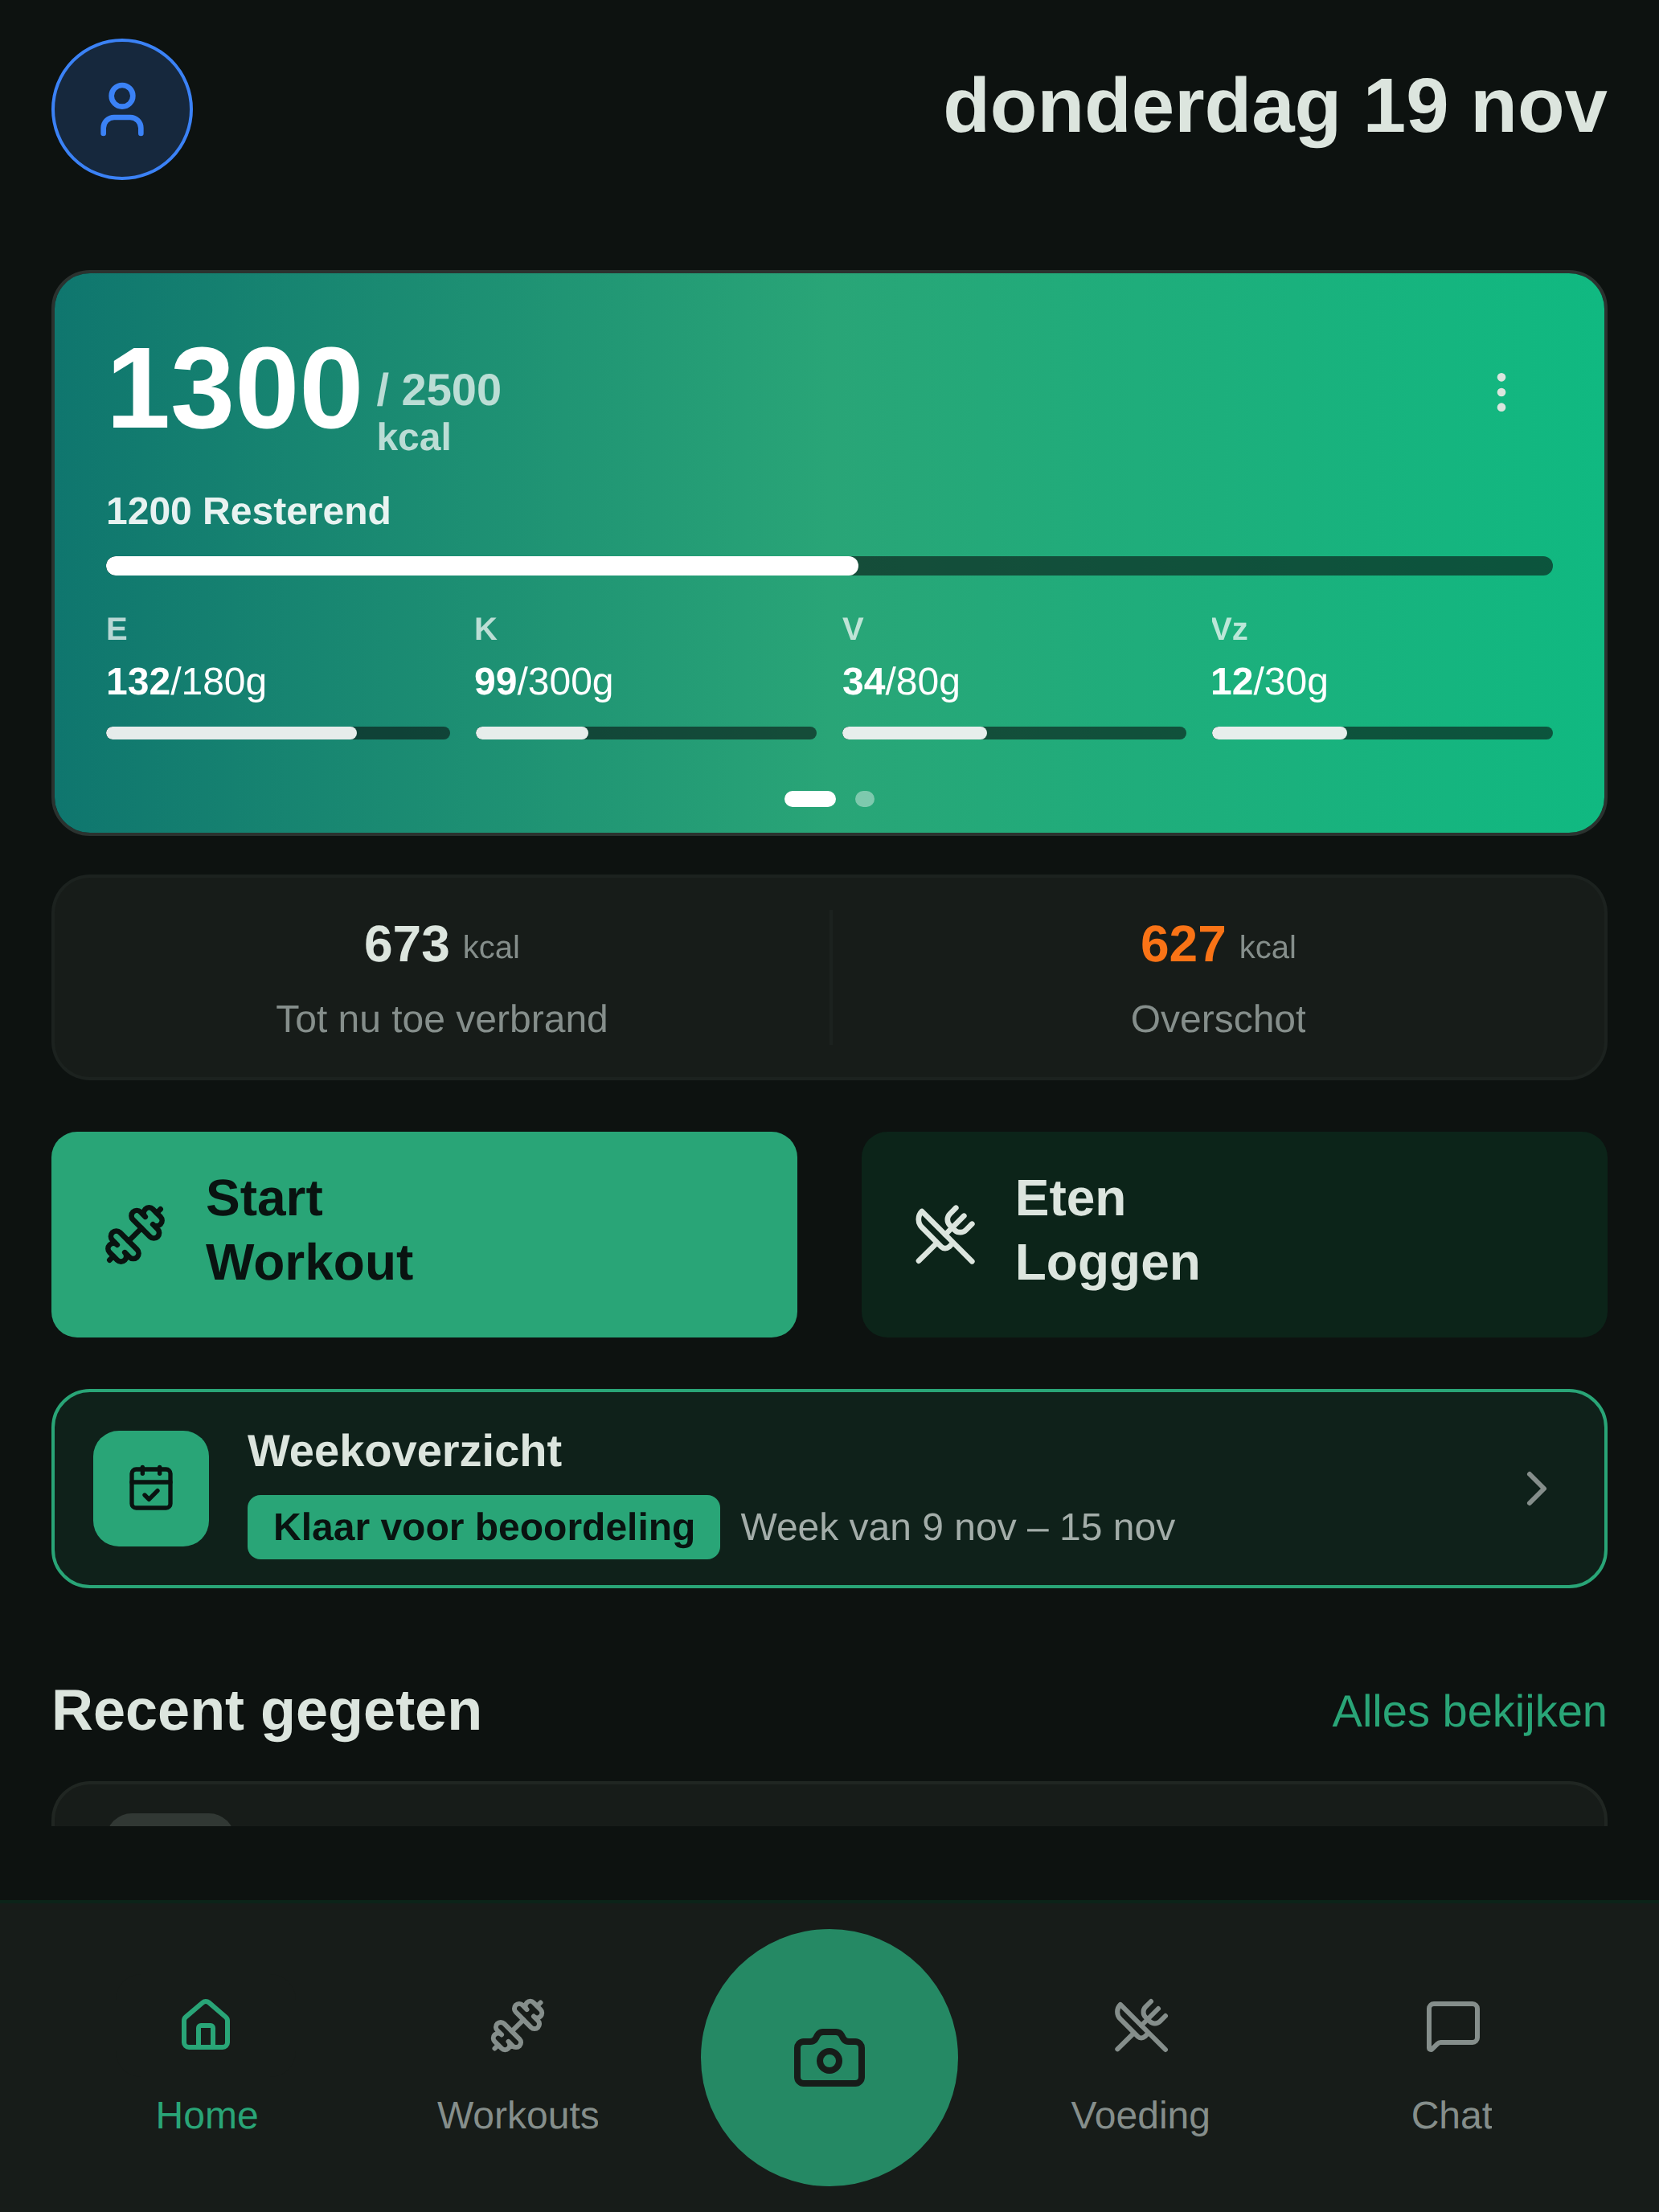 donderdag 19 nov
1300 / 2500
kcal
1200 Resterend
E K V Vz
132/180g 99/300g 34/80g 12/30g
673 kcal 627 kcal
Tot nu toe verbrand Overschot
Start
Workout
Eten
Loggen
Weekoverzicht
Klaar voor beoordeling Week van 9 nov – 15 nov
Recent gegeten Alles bekijken
Home Workouts Voeding Chat